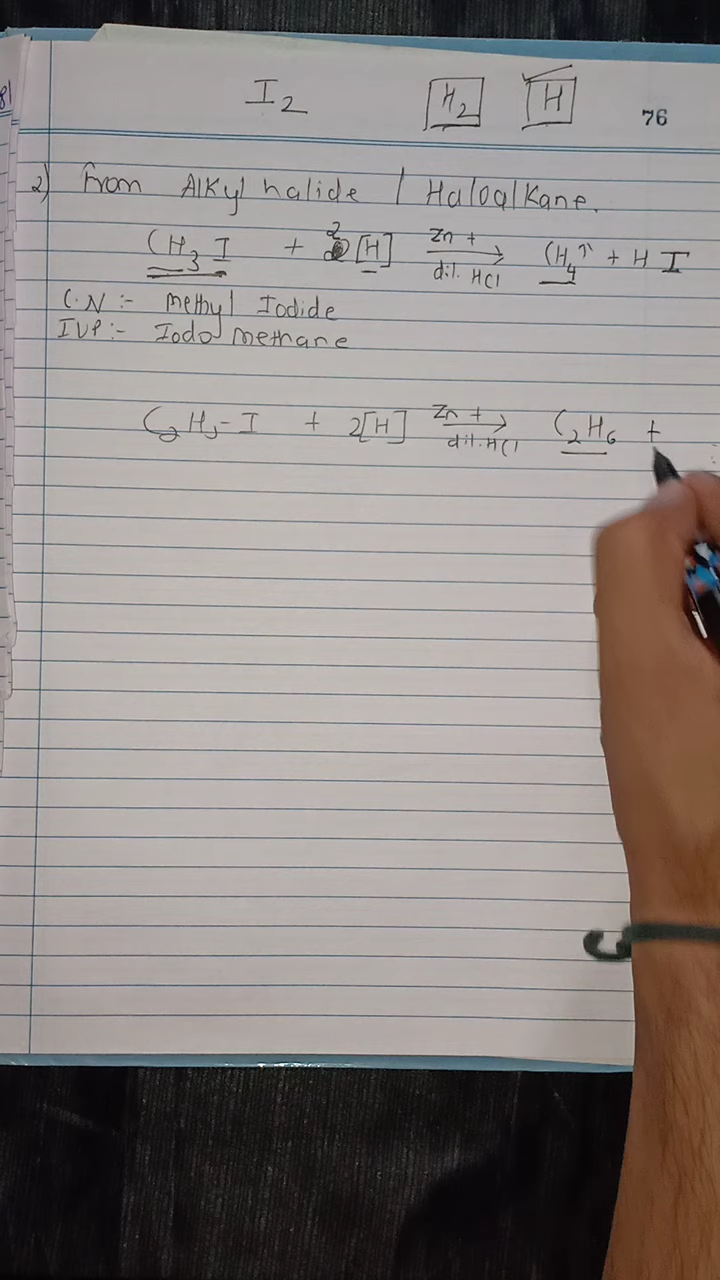 I2 H2 H 76
2) From Alkyl halide / Haloalkane.
CH3I + 2[H] Zn + dil. HCl → CH4↑ + HI
C.N :- Methyl Iodide
IUP :- Iodo methane
C2H5-I + 2[H] Zn + dil. HCl → C2H6 +